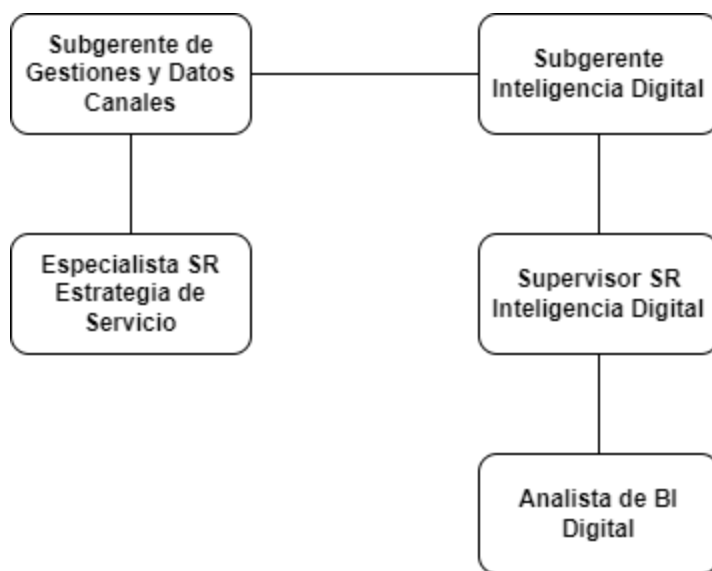 Subgerente de
Gestiones y Datos
Canales
Subgerente
Inteligencia Digital
Especialista SR
Estrategia de
Servicio
Supervisor SR
Inteligencia Digital
Analista de BI
Digital